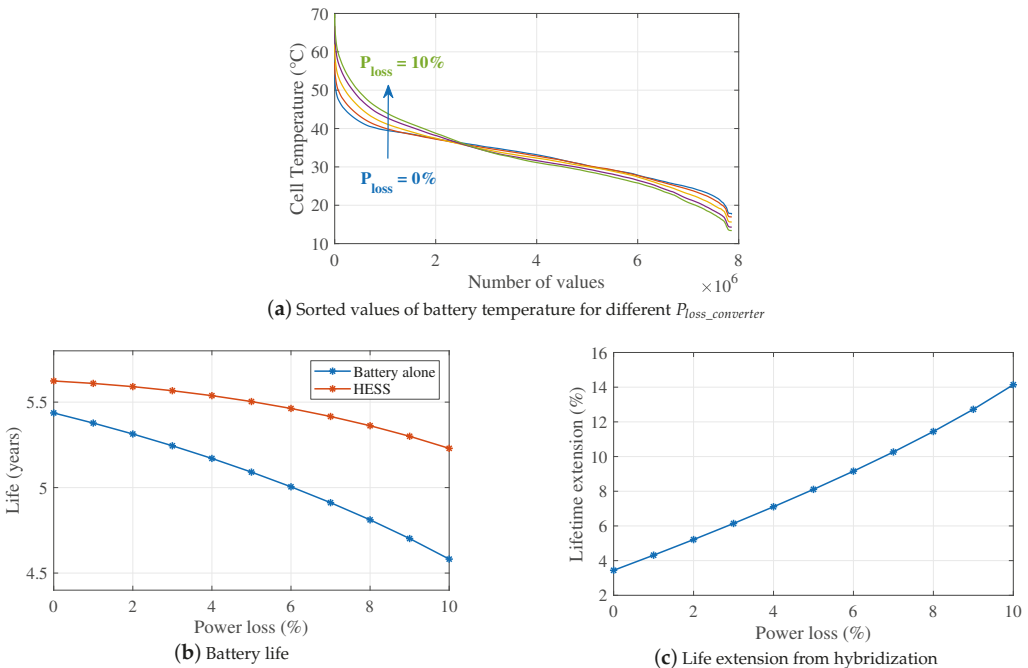 70
60
50
40
30
20
10
Cell Temperature (°C)
P_loss = 10%
P_loss = 0%
0 2 4 6 8
×10^6
Number of values
(a) Sorted values of battery temperature for different P_loss_converter
5.5
5
4.5
Life (years)
Battery alone
HESS
0 2 4 6 8 10
Power loss (%)
(b) Battery life
16
14
12
10
8
6
4
2
Lifetime extension (%)
0 2 4 6 8 10
Power loss (%)
(c) Life extension from hybridization